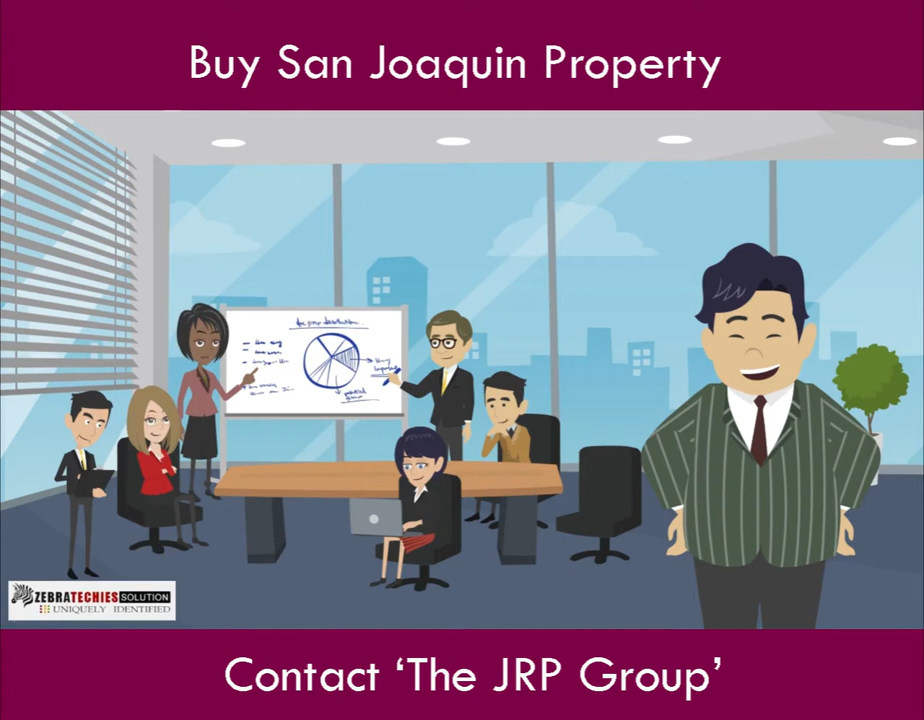 Buy San Joaquin Property
ZEBRATECHIES SOLUTION
UNIQUELY IDENTIFIED
Contact ‘The JRP Group’